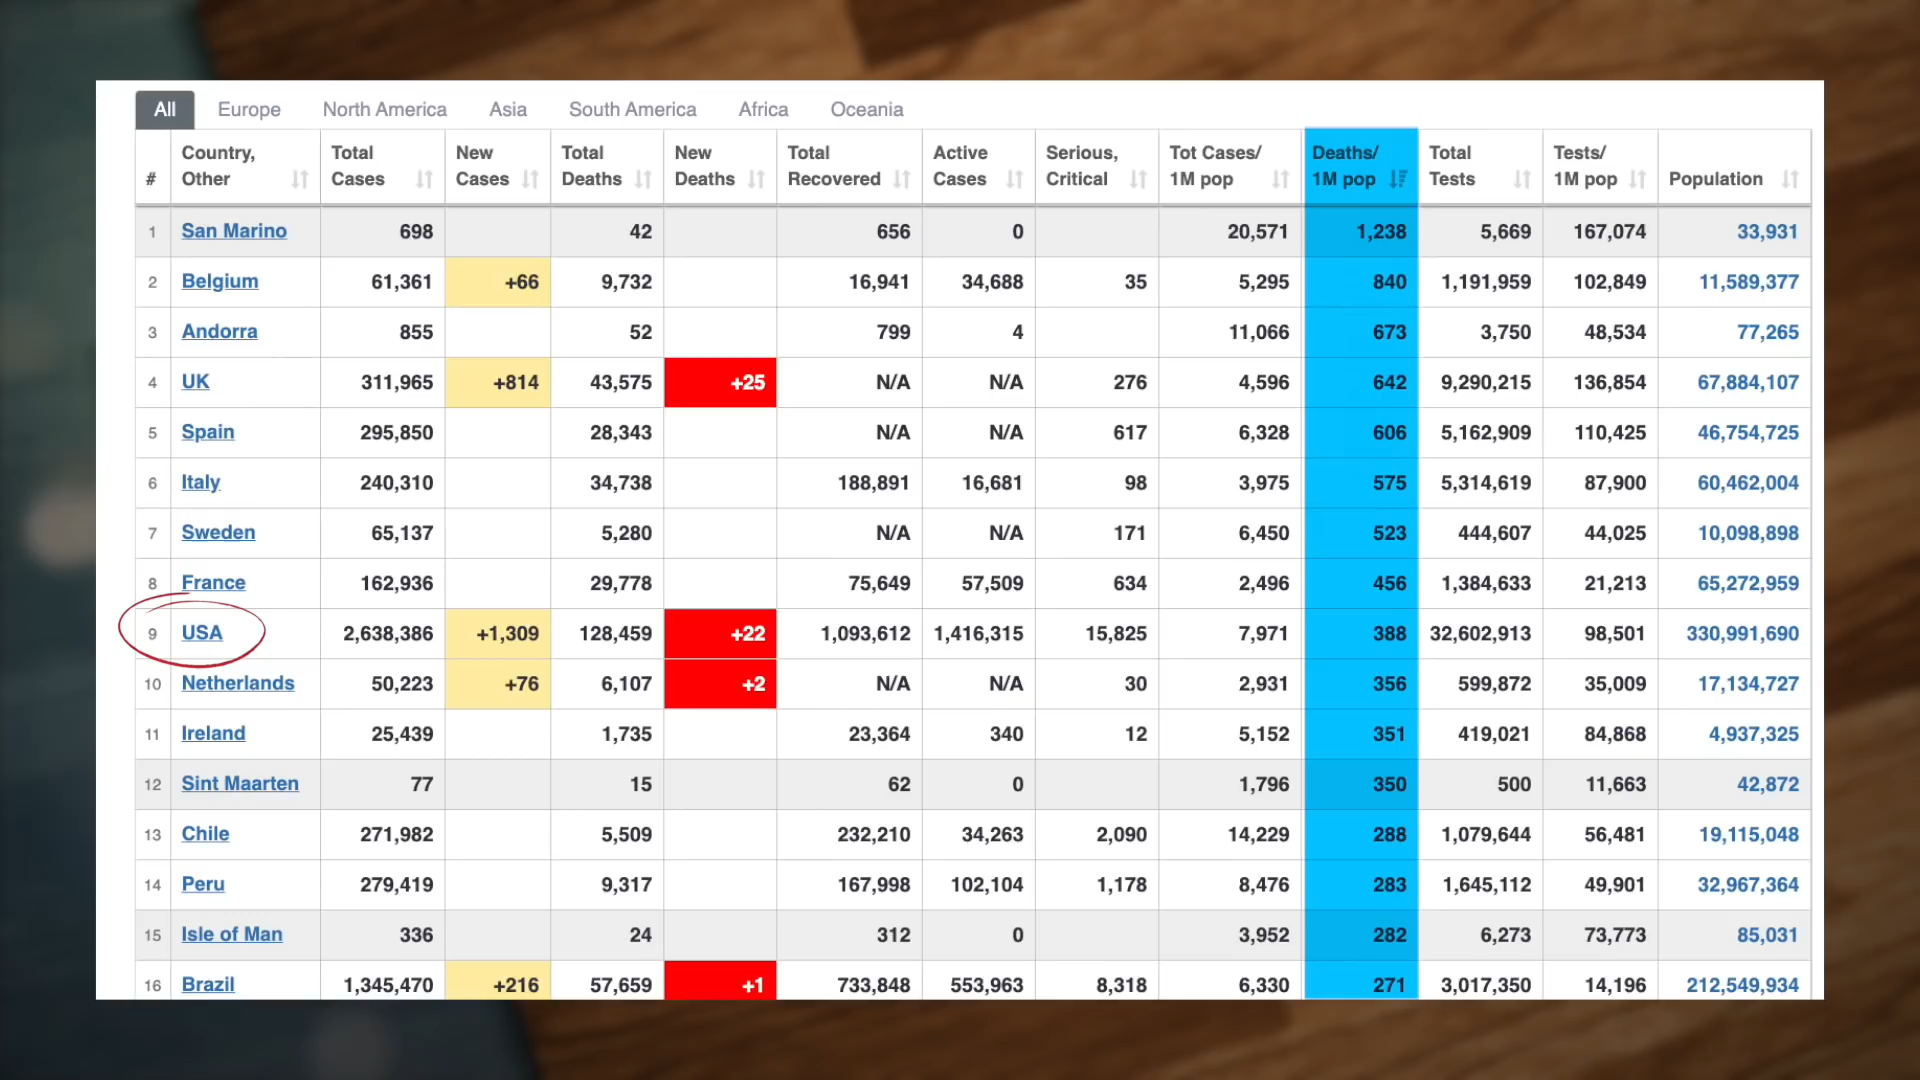 All Europe North America Asia South America Africa Oceania
# Country, Other Total Cases New Cases Total Deaths New Deaths Total Recovered Active Cases Serious, Critical Tot Cases/ 1M pop Deaths/ 1M pop Total Tests Tests/ 1M pop Population
1 San Marino 698 42 656 0 20,571 1,238 5,669 167,074 33,931
2 Belgium 61,361 +66 9,732 16,941 34,688 35 5,295 840 1,191,959 102,849 11,589,377
3 Andorra 855 52 799 4 11,066 673 3,750 48,534 77,265
4 UK 311,965 +814 43,575 +25 N/A N/A 276 4,596 642 9,290,215 136,854 67,884,107
5 Spain 295,850 28,343 N/A N/A 617 6,328 606 5,162,909 110,425 46,754,725
6 Italy 240,310 34,738 188,891 16,681 98 3,975 575 5,314,619 87,900 60,462,004
7 Sweden 65,137 5,280 N/A N/A 171 6,450 523 444,607 44,025 10,098,898
8 France 162,936 29,778 75,649 57,509 634 2,496 456 1,384,633 21,213 65,272,959
9 USA 2,638,386 +1,309 128,459 +22 1,093,612 1,416,315 15,825 7,971 388 32,602,913 98,501 330,991,690
10 Netherlands 50,223 +76 6,107 +2 N/A N/A 30 2,931 356 599,872 35,009 17,134,727
11 Ireland 25,439 1,735 23,364 340 12 5,152 351 419,021 84,868 4,937,325
12 Sint Maarten 77 15 62 0 1,796 350 500 11,663 42,872
13 Chile 271,982 5,509 232,210 34,263 2,090 14,229 288 1,079,644 56,481 19,115,048
14 Peru 279,419 9,317 167,998 102,104 1,178 8,476 283 1,645,112 49,901 32,967,364
15 Isle of Man 336 24 312 0 3,952 282 6,273 73,773 85,031
16 Brazil 1,345,470 +216 57,659 +1 733,848 553,963 8,318 6,330 271 3,017,350 14,196 212,549,934